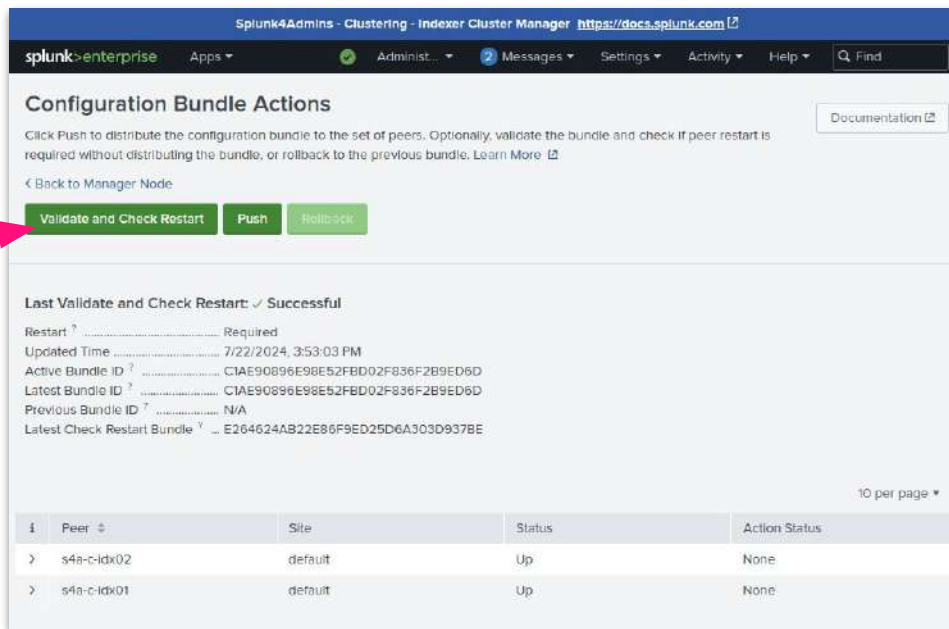 Splunk4Admins - Clustering - Indexer Cluster Manager https://docs.splunk.com
splunk>enterprise Apps Administ... 2 Messages Settings Activity Help Find
Configuration Bundle Actions
Documentation
Click Push to distribute the configuration bundle to the set of peers. Optionally, validate the bundle and check if peer restart is
required without distributing the bundle, or rollback to the previous bundle. Learn More
< Back to Manager Node
Validate and Check Restart Push Rollback
Last Validate and Check Restart: ✓ Successful
Restart ? Required
Updated Time 7/22/2024, 3:53:03 PM
Active Bundle ID ? C1AE90896E98E52FBD02F836F2B9ED6D
Latest Bundle ID ? C1AE90896E98E52FBD02F836F2B9ED6D
Previous Bundle ID ? N/A
Latest Check Restart Bundle ? E264624AB22E86F9ED25D6A303D937BE
10 per page
i Peer Site Status Action Status
> s4a-c-idx02 default Up None
> s4a-c-idx01 default Up None